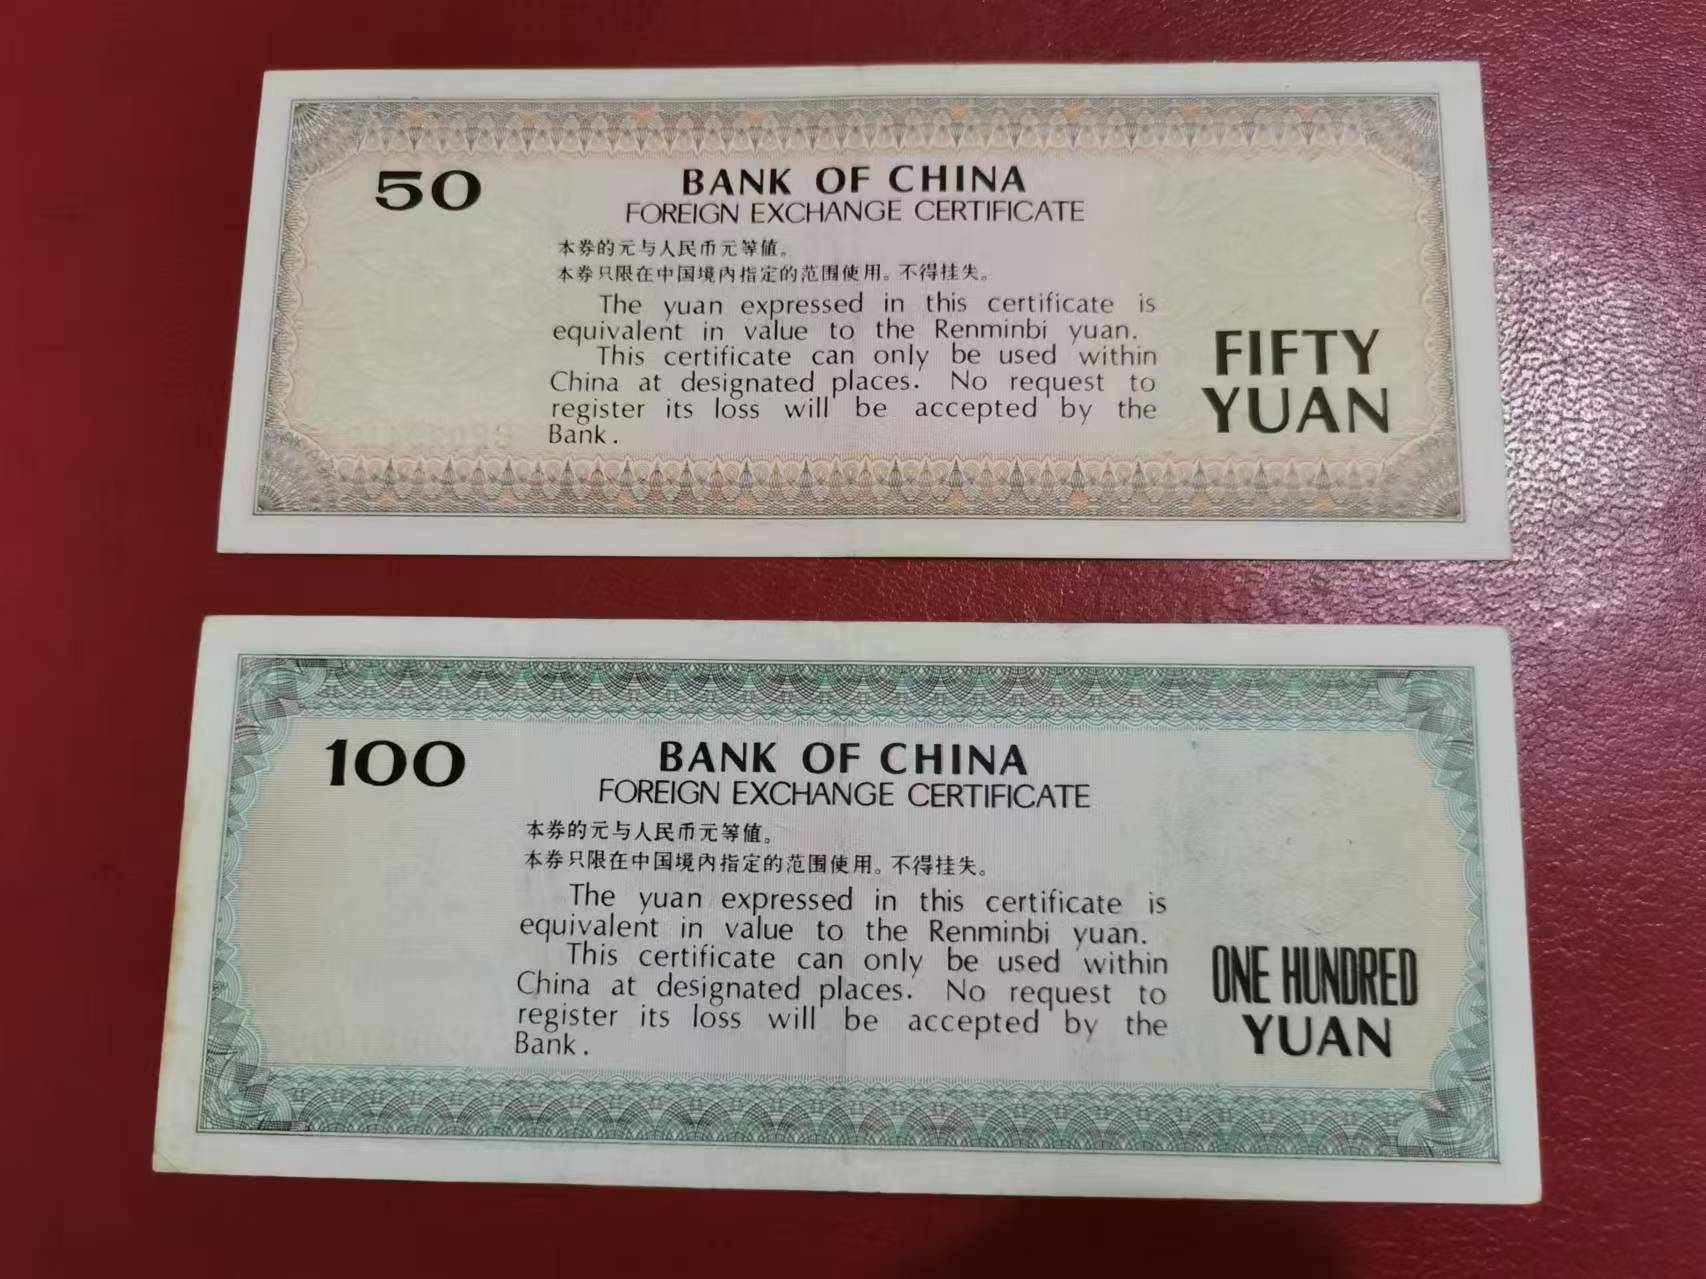 50
BANK OF CHINA
FOREIGN EXCHANGE CERTIFICATE
本券的元与人民币元等值。
本券只限在中国境内指定的范围使用。不得挂失。
The yuan expressed in this certificate is
equivalent in value to the Renminbi yuan.
This certificate can only be used within
China at designated places. No request to
register its loss will be accepted by the
Bank.
FIFTY
YUAN
100
BANK OF CHINA
FOREIGN EXCHANGE CERTIFICATE
本券的元与人民币元等值。
本券只限在中国境内指定的范围使用。不得挂失。
The yuan expressed in this certificate is
equivalent in value to the Renminbi yuan.
This certificate can only be used within
China at designated places. No request to
register its loss will be accepted by the
Bank.
ONE HUNDRED
YUAN